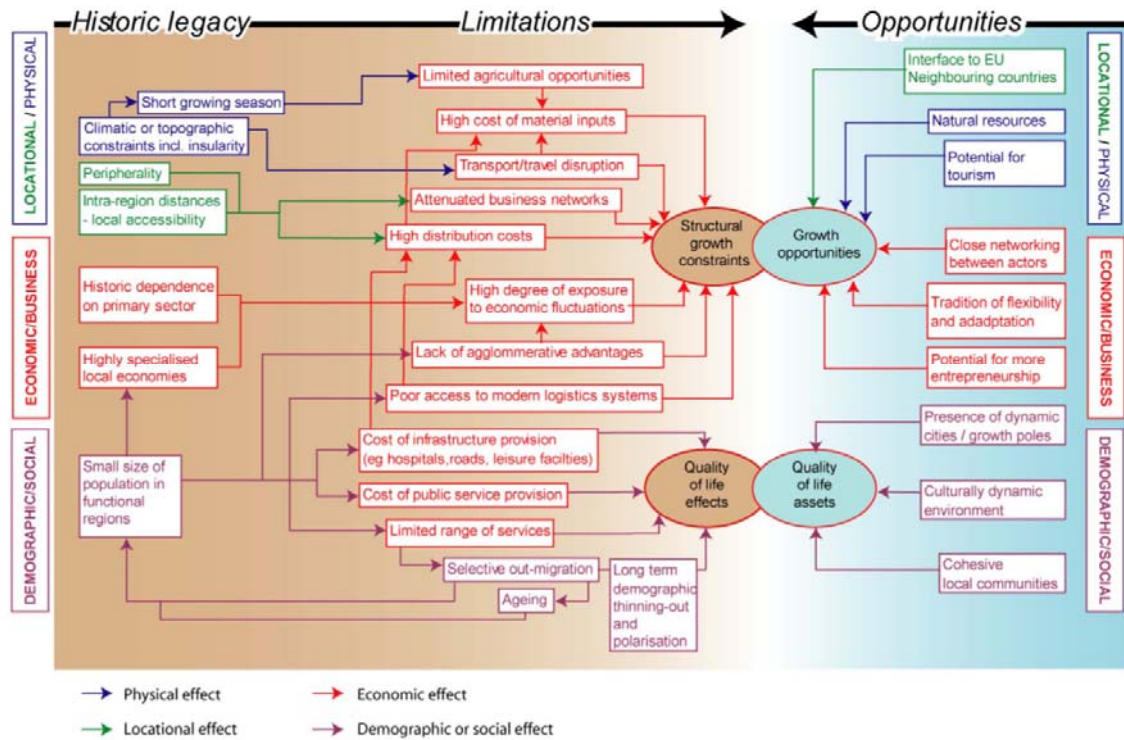 Historic legacy
Limitations
Opportunities
LOCATIONAL / PHYSICAL
ECONOMIC/BUSINESS
DEMOGRAPHIC/SOCIAL
Short growing season
Climatic or topographic
constraints incl. insularity
Peripherality
Intra-region distances
- local accessibility
Historic dependence
on primary sector
Highly specialised
local economies
Small size of
population in
functional
regions
Limited agricultural opportunities
High cost of material inputs
Transport/travel disruption
Attenuated business networks
High distribution costs
High degree of exposure
to economic fluctuations
Lack of agglommerative advantages
Poor access to modern logistics systems
Cost of infrastructure provision
(eg hospitals,roads, leisure facilties)
Cost of public service provision
Limited range of services
Selective out-migration
Ageing
Long term
demographic
thinning-out
and
polarisation
Structural
growth
constraints
Growth
opportunities
Quality
of life
effects
Quality
of life
assets
Interface to EU
Neighbouring countries
Natural resources
Potential for
tourism
Close networking
between actors
Tradition of flexibility
and adadptation
Potential for more
entrepreneurship
Presence of dynamic
cities / growth poles
Culturally dynamic
environment
Cohesive
local communities
LOCATIONAL / PHYSICAL
ECONOMIC/BUSINESS
DEMOGRAPHIC/SOCIAL
Physical effect
Economic effect
Locational effect
Demographic or social effect